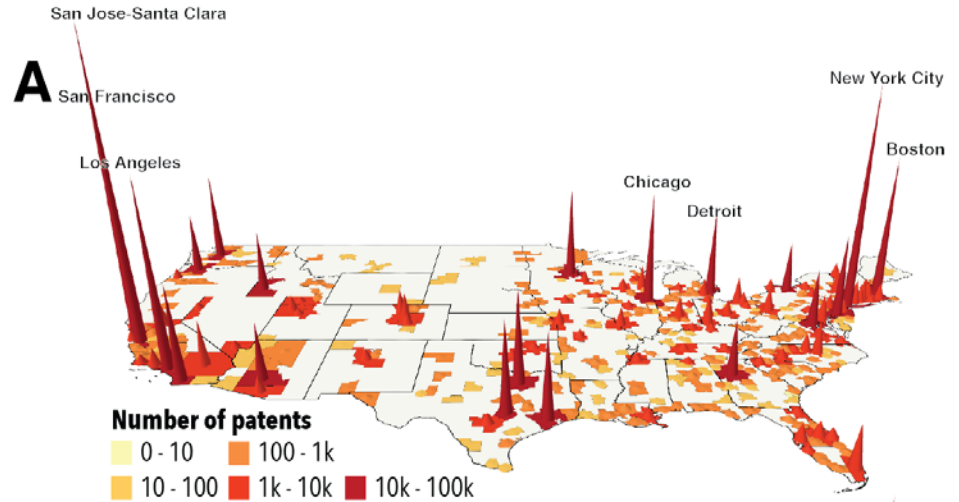 San Jose-Santa Clara
A
San Francisco
Los Angeles
New York City
Boston
Chicago
Detroit
Number of patents
0 - 10
100 - 1k
10 - 100
1k - 10k
10k - 100k